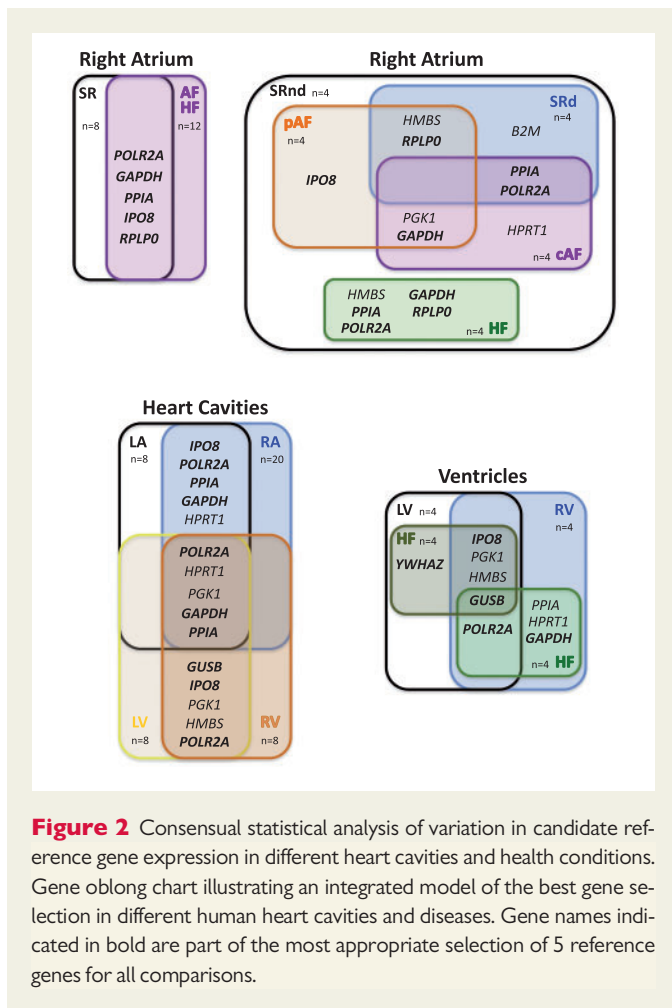 Right Atrium
SR
n=8
AF
HF
n=12
POLR2A
GAPDH
PPIA
IPO8
RPLP0
Right Atrium
SRnd n=4
pAF
n=4
SRd
n=4
HMBS
RPLP0
B2M
IPO8
PPIA
POLR2A
PGK1
GAPDH
HPRT1
n=4 cAF
HMBS GAPDH
PPIA RPLP0
POLR2A
n=4 HF
Heart Cavities
LA
n=8
RA
n=20
IPO8
POLR2A
PPIA
GAPDH
HPRT1
POLR2A
HPRT1
PGK1
GAPDH
PPIA
GUSB
IPO8
PGK1
HMBS
POLR2A
LV
n=8
RV
n=8
Ventricles
LV n=4
RV
n=4
HF n=4
YWHAZ
IPO8
PGK1
HMBS
GUSB
POLR2A
PPIA
HPRT1
GAPDH
n=4 HF
Figure 2 Consensual statistical analysis of variation in candidate ref-
erence gene expression in different heart cavities and health conditions.
Gene oblong chart illustrating an integrated model of the best gene se-
lection in different human heart cavities and diseases. Gene names indi-
cated in bold are part of the most appropriate selection of 5 reference
genes for all comparisons.